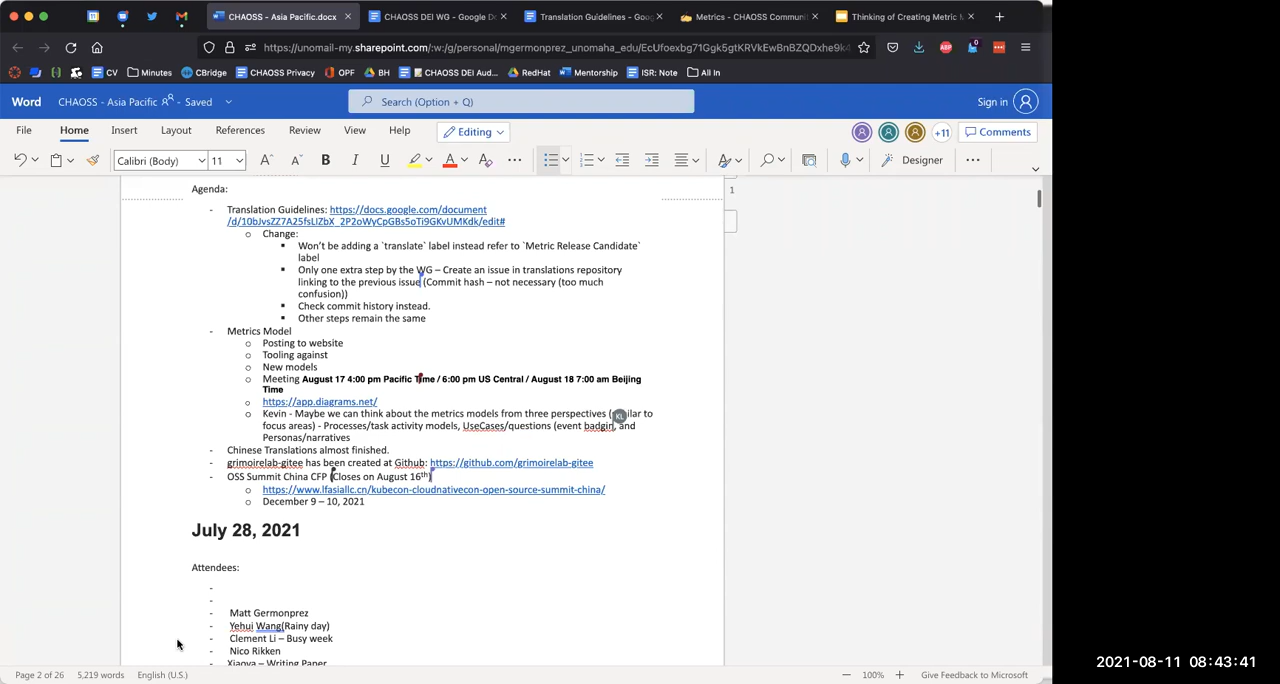 CHAOSS - Asia Pacific.docx
CHAOSS DEI WG - Google Do
Translation Guidelines - Goog
Metrics - CHAOSS Communi
Thinking of Creating Metric M
https://unomail-my.sharepoint.com/:w:/g/personal/mgermonprez_unomaha_edu/EcUfoexbg71Ggk5gtKRVkEwBnBZQDxhe9k4
CV
Minutes
CBridge
CHAOSS Privacy
OPF
BH
CHAOSS DEI Aud...
RedHat
Mentorship
ISR: Note
All In
Word
CHAOSS - Asia Pacific
- Saved
Search (Option + Q)
Sign in
File
Home
Insert
Layout
References
Review
View
Help
Editing
+11
Comments
Calibri (Body)
11
B
I
U
Designer
Agenda:
1
- Translation Guidelines: https://docs.google.com/document
/d/10bJvsZZ7A25fsLIZbX_2P2oWyCpGBs5oTi9GKvUMKdk/edit#
o Change:
▪ Won't be adding a `translate` label instead refer to `Metric Release Candidate`
label
▪ Only one extra step by the WG – Create an issue in translations repository
linking to the previous issue (Commit hash – not necessary (too much
confusion))
▪ Check commit history instead.
▪ Other steps remain the same
- Metrics Model
o Posting to website
o Tooling against
o New models
o Meeting August 17 4:00 pm Pacific Time / 6:00 pm US Central / August 18 7:00 am Beijing
Time
o https://app.diagrams.net/
o Kevin - Maybe we can think about the metrics models from three perspectives (similar to
focus areas) - Processes/task activity models, UseCases/questions (event badgin, and
KL
Personas/narratives
- Chinese Translations almost finished.
- grimoirelab-gitee has been created at Github: https://github.com/grimoirelab-gitee
- OSS Summit China CFP (Closes on August 16th)
o https://www.lfasiallc.cn/kubecon-cloudnativecon-open-source-summit-china/
o December 9 – 10, 2021
July 28, 2021
Attendees:
-
-
- Matt Germonprez
- Yehui Wang(Rainy day)
- Clement Li – Busy week
- Nico Rikken
- Xiaoya – Writing Paper
Page 2 of 26
5,219 words
English (U.S.)
100%
Give Feedback to Microsoft
2021-08-11 08:43:41